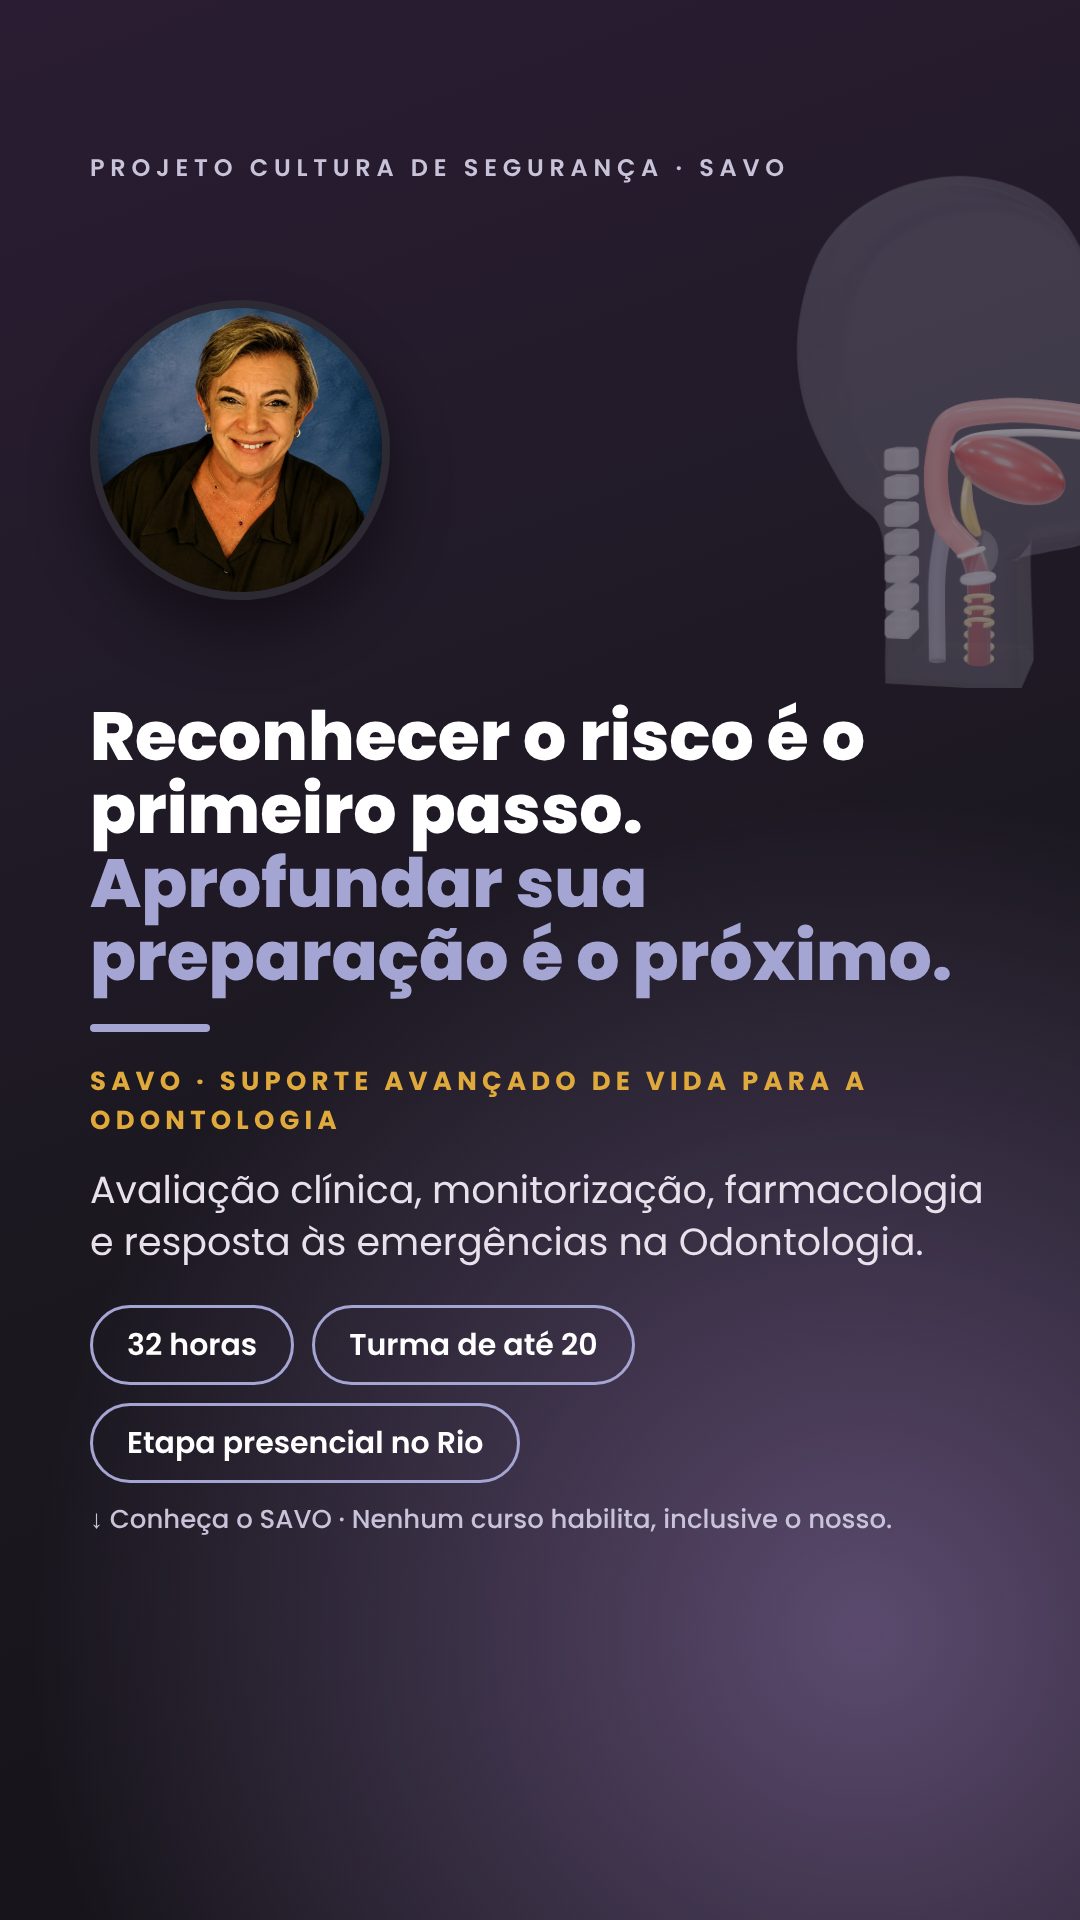 PROJETO CULTURA DE SEGURANÇA · SAVO
Reconhecer o risco é o
primeiro passo.
Aprofundar sua
preparação é o próximo.
SAVO · SUPORTE AVANÇADO DE VIDA PARA A
ODONTOLOGIA
Avaliação clínica, monitorização, farmacologia
e resposta às emergências na Odontologia.
32 horas
Turma de até 20
Etapa presencial no Rio
↓ Conheça o SAVO · Nenhum curso habilita, inclusive o nosso.